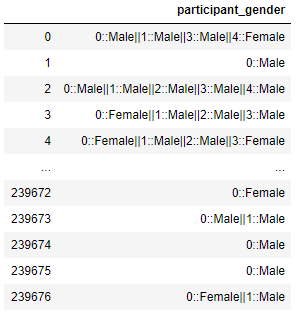 participant_gender
0 0::Male||1::Male||3::Male||4::Female
1 0::Male
2 0::Male||1::Male||2::Male||3::Male||4::Male
3 0::Female||1::Male||2::Male||3::Male
4 0::Female||1::Male||2::Male||3::Female
... ...
239672 0::Female
239673 0::Male||1::Male
239674 0::Male
239675 0::Male
239676 0::Female||1::Male